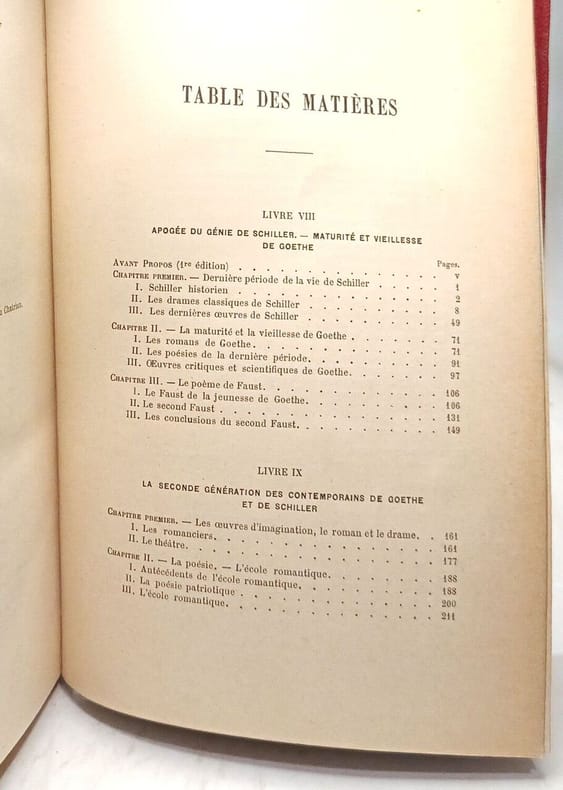 TABLE DES MATIÈRES
LIVRE VIII
APOGÉE DU GÉNIE DE SCHILLER. — MATURITÉ ET VIEILLESSE
DE GOETHE
Pages.
AVANT PROPOS (1re édition) . . . . . . . . . . . . v
CHAPITRE PREMIER. — Dernière période de la vie de Schiller . . . . 1
I. Schiller historien . . . . . . . . . . . . 2
II. Les drames classiques de Schiller . . . . . . . . 8
III. Les dernières œuvres de Schiller . . . . . . . . 49
CHAPITRE II. — La maturité et la vieillesse de Goethe . . . . . . 71
I. Les romans de Goethe. . . . . . . . . . . . 71
II. Les poésies de la dernière période. . . . . . . . 91
III. Œuvres critiques et scientifiques de Goethe. . . . . . 97
CHAPITRE III. — Le poème de Faust. . . . . . . . . . 106
I. Le Faust de la jeunesse de Goethe. . . . . . . . 106
II. Le second Faust . . . . . . . . . . . . 131
III. Les conclusions du second Faust. . . . . . . . . 149
LIVRE IX
LA SECONDE GÉNÉRATION DES CONTEMPORAINS DE GOETHE
ET DE SCHILLER
CHAPITRE PREMIER. — Les œuvres d'imagination, le roman et le drame. . 161
I. Les romanciers. . . . . . . . . . . . . 161
II. Le théâtre. . . . . . . . . . . . . . 177
CHAPITRE II. — La poésie. — L'école romantique. . . . . . . 188
I. Antécédents de l'école romantique. . . . . . . . 188
II. La poésie patriotique . . . . . . . . . . . 200
III. L'école romantique. . . . . . . . . . . . 211